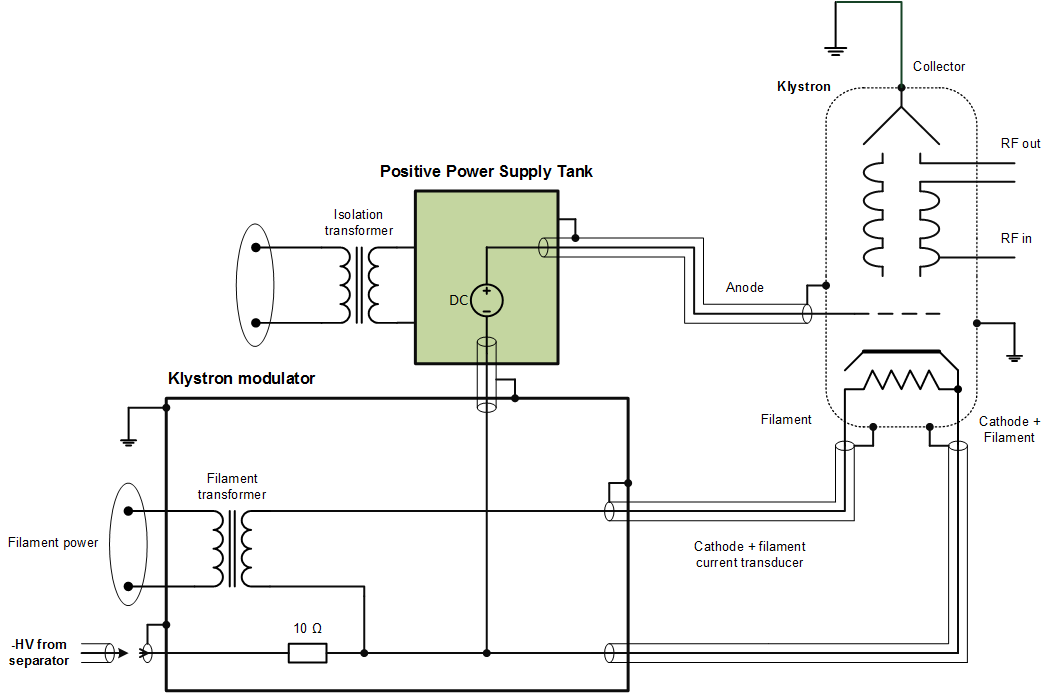 Collector
Klystron
RF out
Positive Power Supply Tank
Isolation
transformer
RF in
Anode
DC
+
−
Klystron modulator
Filament
Cathode +
Filament
Filament
transformer
Filament power
Cathode + filament
current transducer
10 Ω
-HV from
separator